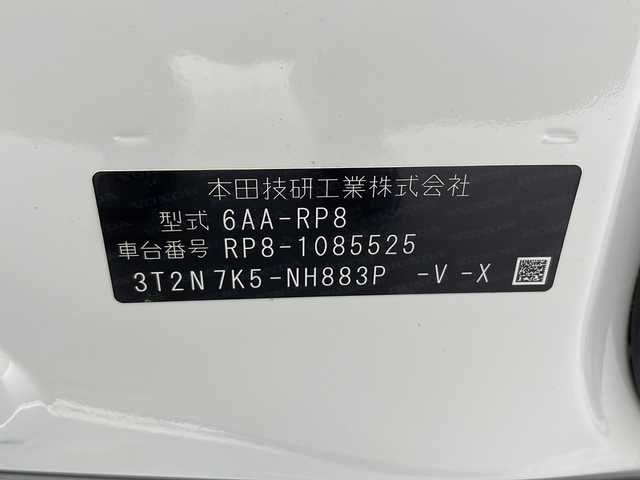 本田技研工業株式会社
型式 6AA-RP8
車台番号 RP8-1085525
3T2N7K5-NH883P -V -X